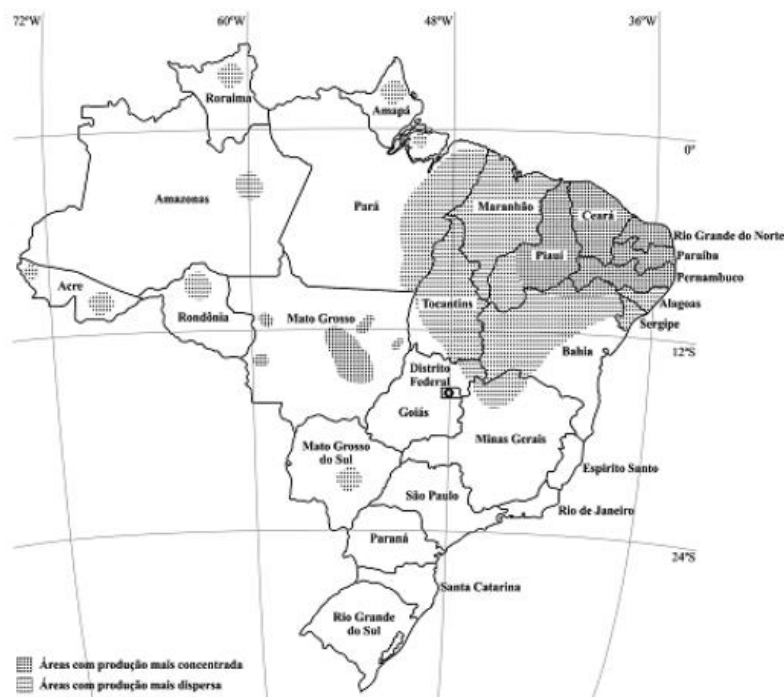 72°W
60°W
48°W
36°W
Roraima
Amapá
0°
Amazonas
Pará
Maranhão
Ceará
Rio Grande do Norte
Paraíba
Piauí
Pernambuco
Acre
Rondônia
Tocantins
Alagoas
Mato Grosso
Sergipe
12°S
Bahia
Distrito
Federal
Goiás
Minas Gerais
Mato Grosso
do Sul
Espírito Santo
São Paulo
Rio de Janeiro
Paraná
24°S
Santa Catarina
Rio Grande
do Sul
Áreas com produção mais concentrada
Áreas com produção mais dispersa